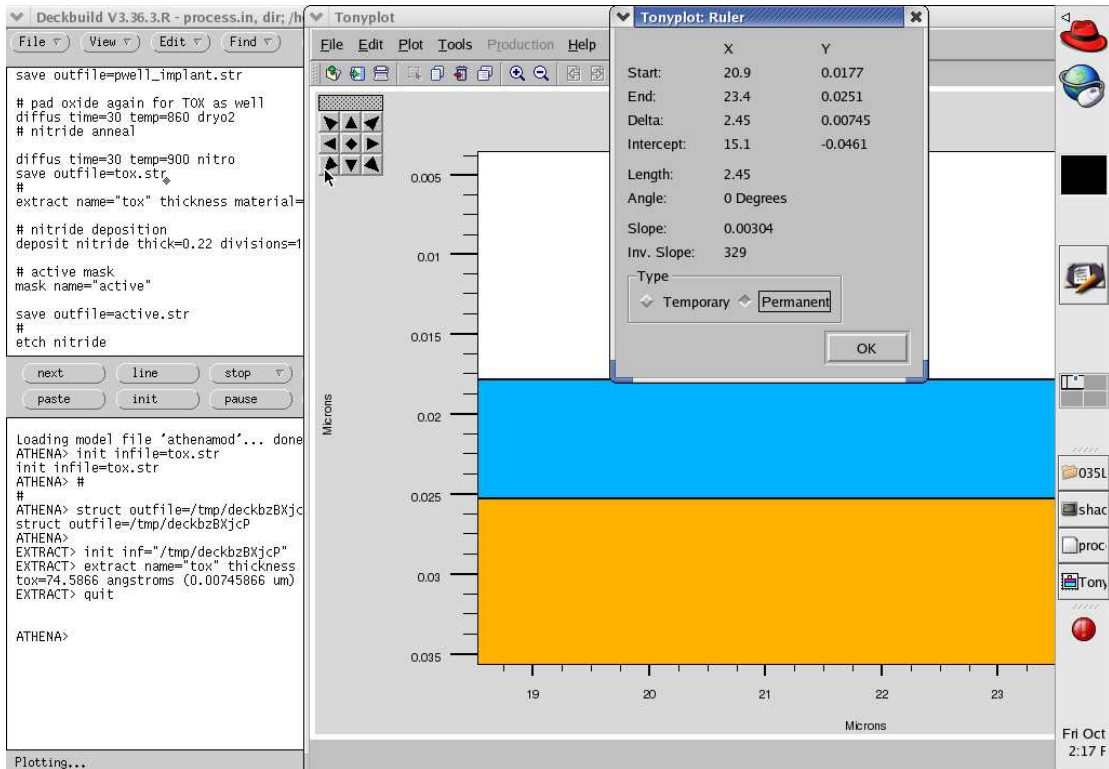 Deckbuild V3.36.3.R - process.in, dir; /h
File View Edit Find
save outfile=pwell_implant.str
# pad oxide again for TOX as well
diffus time=30 temp=860 dryo2
# nitride anneal
diffus time=30 temp=900 nitro
save outfile=tox.str
#
extract name="tox" thickness material=
# nitride deposition
deposit nitride thick=0.22 divisions=1
# active mask
mask name="active"
save outfile=active.str
#
etch nitride
next line stop
paste init pause
Loading model file 'athenamod'... done
ATHENA> init infile=tox.str
init infile=tox.str
ATHENA> #
#
ATHENA> struct outfile=/tmp/deckbzBXjc
struct outfile=/tmp/deckbzBXjcP
ATHENA>
EXTRACT> init inf="/tmp/deckbzBXjcP"
EXTRACT> extract name="tox" thickness
tox=74.5866 angstroms (0.00745866 um)
EXTRACT> quit
ATHENA>
Plotting...
Tonyplot
File Edit Plot Tools Production Help
Microns
0.005
0.01
0.015
0.02
0.025
0.03
0.035
19 20 21 22 23
Microns
Tonyplot: Ruler
X Y
Start: 20.9 0.0177
End: 23.4 0.0251
Delta: 2.45 0.00745
Intercept: 15.1 -0.0461
Length: 2.45
Angle: 0 Degrees
Slope: 0.00304
Inv. Slope: 329
Type
Temporary Permanent
OK
035L
shac
proc
Tony
Fri Oct
2:17 F